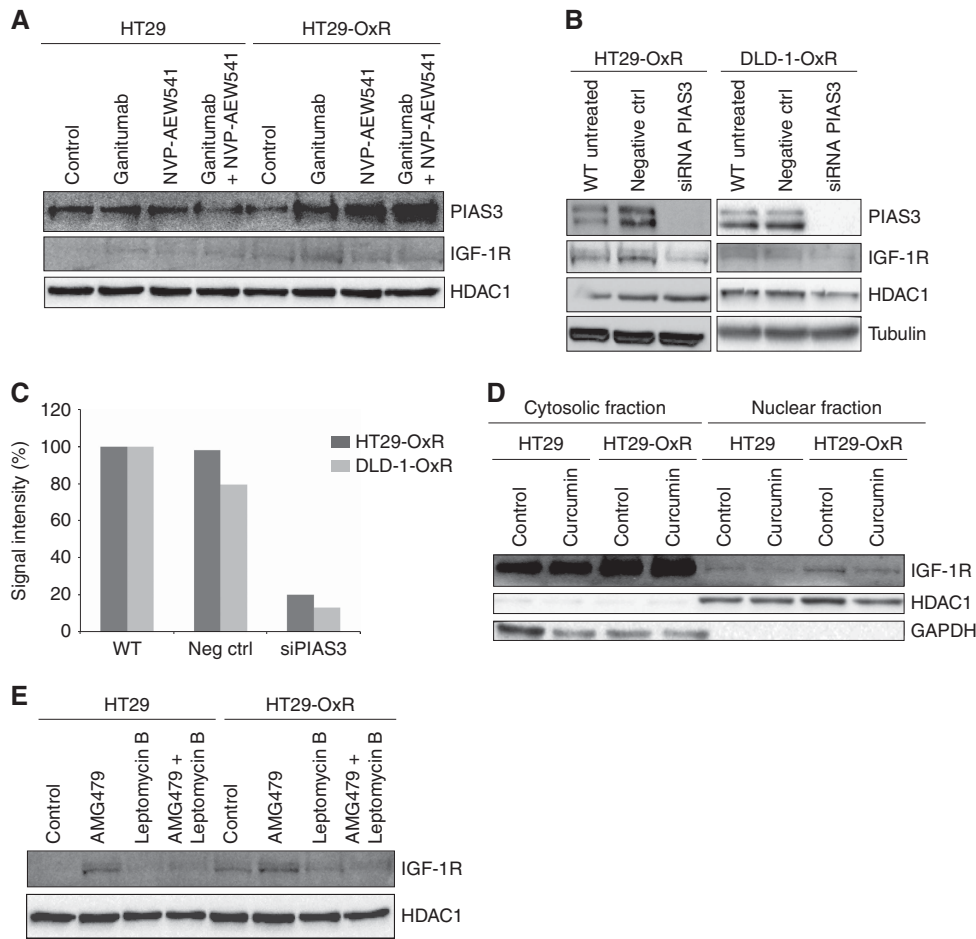 A
HT29
HT29-OxR
Control
Ganitumab
NVP-AEW541
Ganitumab
+ NVP-AEW541
Control
Ganitumab
NVP-AEW541
Ganitumab
+ NVP-AEW541
PIAS3
IGF-1R
HDAC1
B
HT29-OxR
DLD-1-OxR
WT untreated
Negative ctrl
siRNA PIAS3
WT untreated
Negative ctrl
siRNA PIAS3
PIAS3
IGF-1R
HDAC1
Tubulin
C
Signal intensity (%)
120
100
80
60
40
20
0
WT
Neg ctrl
siPIAS3
HT29-OxR
DLD-1-OxR
D
Cytosolic fraction
Nuclear fraction
HT29
HT29-OxR
HT29
HT29-OxR
Control
Curcumin
Control
Curcumin
Control
Curcumin
Control
Curcumin
IGF-1R
HDAC1
GAPDH
E
HT29
HT29-OxR
Control
AMG479
Leptomycin B
AMG479 +
Leptomycin B
Control
AMG479
Leptomycin B
AMG479 +
Leptomycin B
IGF-1R
HDAC1